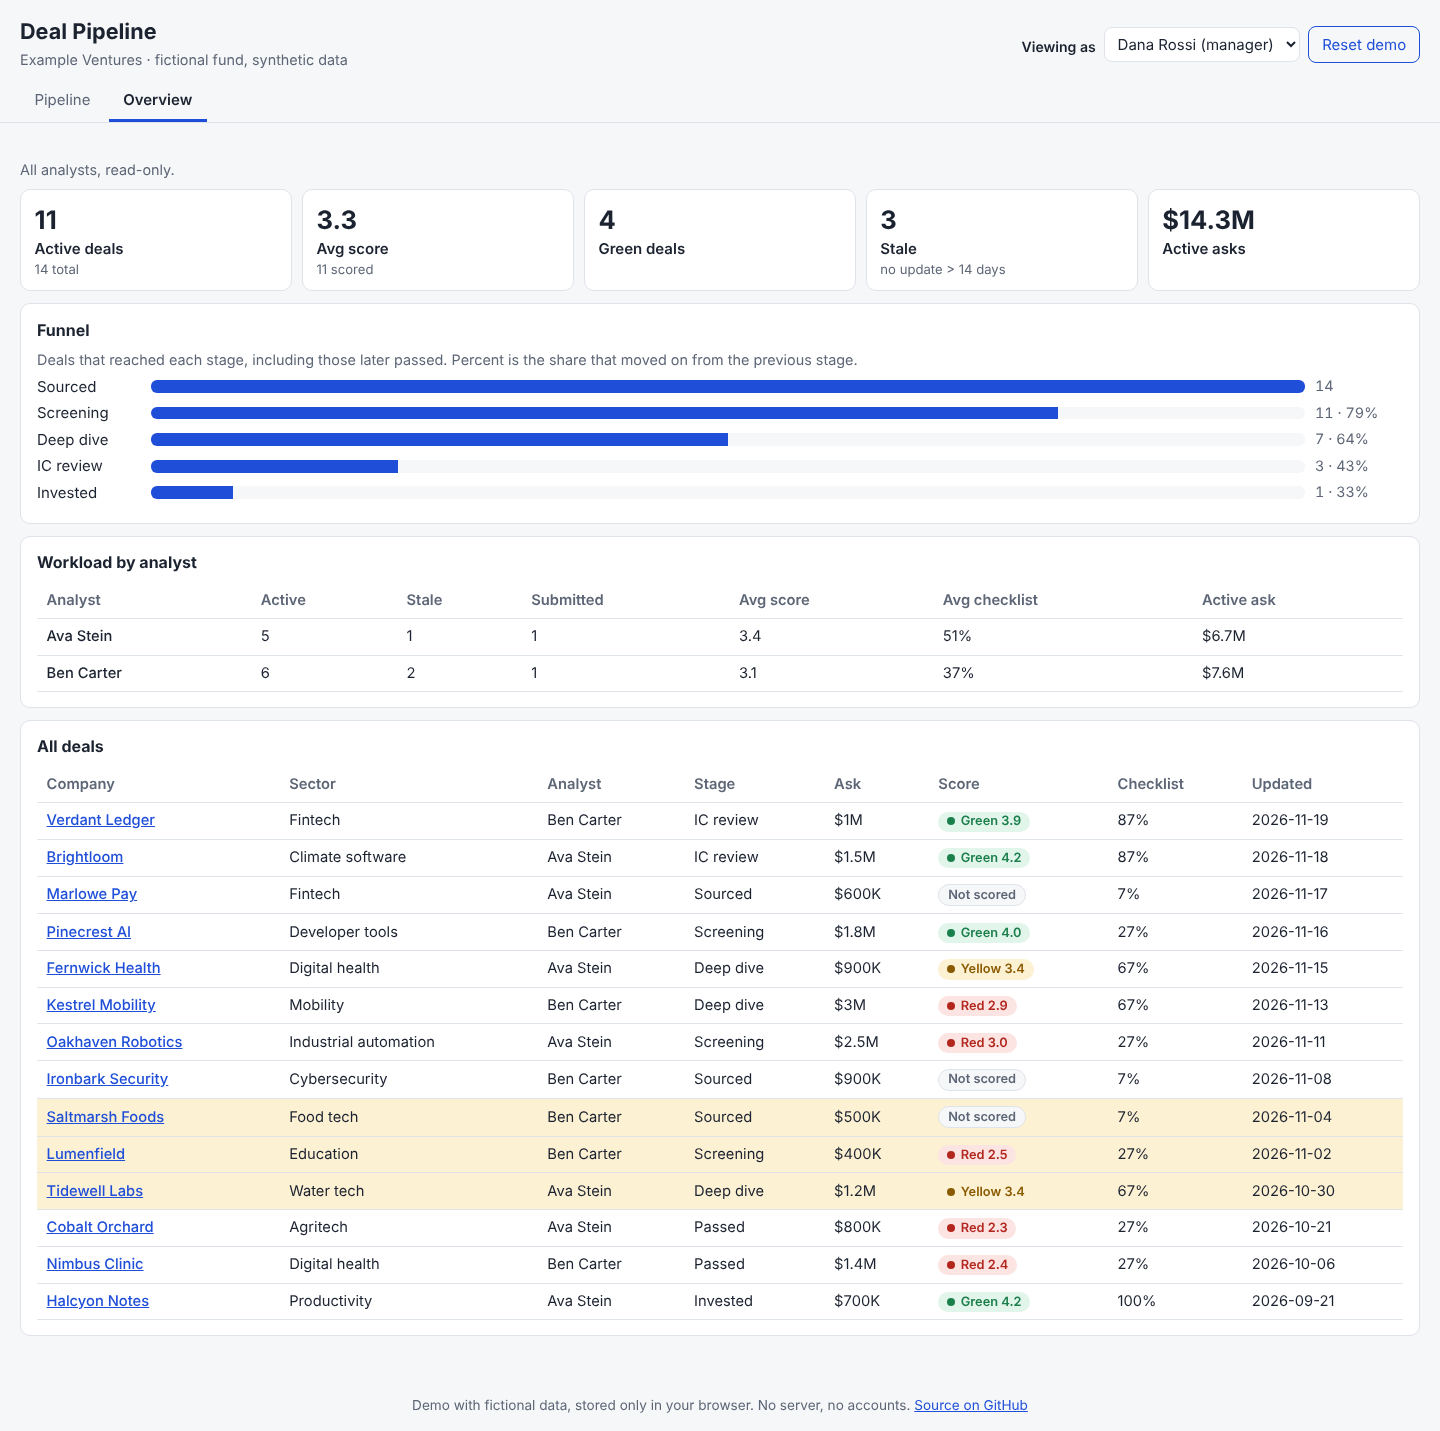 Deal Pipeline
Example Ventures · fictional fund, synthetic data
Viewing as
Dana Rossi (manager)
Reset demo
Pipeline
Overview
All analysts, read-only.
11
Active deals
14 total
3.3
Avg score
11 scored
4
Green deals
3
Stale
no update > 14 days
$14.3M
Active asks
Funnel
Deals that reached each stage, including those later passed. Percent is the share that moved on from the previous stage.
Sourced 14
Screening 11 · 79%
Deep dive 7 · 64%
IC review 3 · 43%
Invested 1 · 33%
Workload by analyst
Analyst Active Stale Submitted Avg score Avg checklist Active ask
Ava Stein 5 1 1 3.4 51% $6.7M
Ben Carter 6 2 1 3.1 37% $7.6M
All deals
Company Sector Analyst Stage Ask Score Checklist Updated
Verdant Ledger Fintech Ben Carter IC review $1M Green 3.9 87% 2026-11-19
Brightloom Climate software Ava Stein IC review $1.5M Green 4.2 87% 2026-11-18
Marlowe Pay Fintech Ava Stein Sourced $600K Not scored 7% 2026-11-17
Pinecrest AI Developer tools Ben Carter Screening $1.8M Green 4.0 27% 2026-11-16
Fernwick Health Digital health Ava Stein Deep dive $900K Yellow 3.4 67% 2026-11-15
Kestrel Mobility Mobility Ben Carter Deep dive $3M Red 2.9 67% 2026-11-13
Oakhaven Robotics Industrial automation Ava Stein Screening $2.5M Red 3.0 27% 2026-11-11
Ironbark Security Cybersecurity Ben Carter Sourced $900K Not scored 7% 2026-11-08
Saltmarsh Foods Food tech Ben Carter Sourced $500K Not scored 7% 2026-11-04
Lumenfield Education Ben Carter Screening $400K Red 2.5 27% 2026-11-02
Tidewell Labs Water tech Ava Stein Deep dive $1.2M Yellow 3.4 67% 2026-10-30
Cobalt Orchard Agritech Ava Stein Passed $800K Red 2.3 27% 2026-10-21
Nimbus Clinic Digital health Ben Carter Passed $1.4M Red 2.4 27% 2026-10-06
Halcyon Notes Productivity Ava Stein Invested $700K Green 4.2 100% 2026-09-21
Demo with fictional data, stored only in your browser. No server, no accounts. Source on GitHub